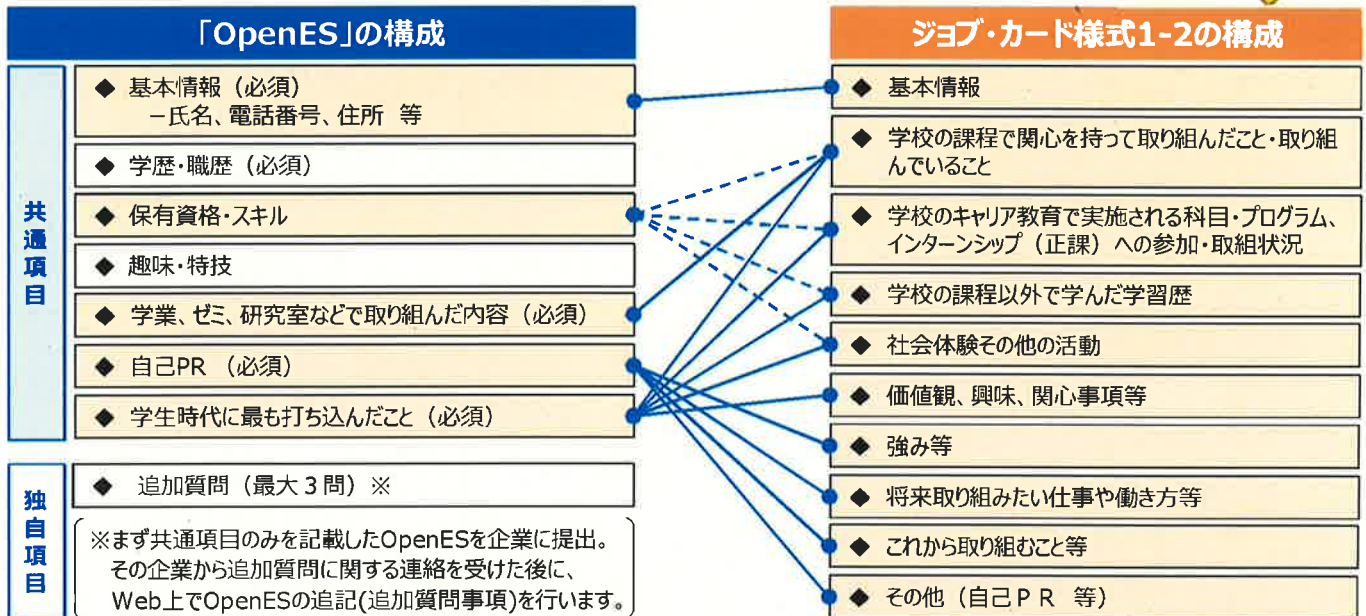 「OpenES」の構成
共通項目
◆ 基本情報（必須）
－氏名、電話番号、住所 等
◆ 学歴・職歴（必須）
◆ 保有資格・スキル
◆ 趣味・特技
◆ 学業、ゼミ、研究室などで取り組んだ内容（必須）
◆ 自己PR （必須）
◆ 学生時代に最も打ち込んだこと（必須）
独自項目
◆ 追加質問（最大３問）※
※まず共通項目のみを記載したOpenESを企業に提出。
その企業から追加質問に関する連絡を受けた後に、
Web上でOpenESの追記(追加質問事項)を行います。
ジョブ・カード様式1-2の構成
◆ 基本情報
◆ 学校の課程で関心を持って取り組んだこと・取り組
んでいること
◆ 学校のキャリア教育で実施される科目・プログラム、
インターンシップ（正課）への参加・取組状況
◆ 学校の課程以外で学んだ学習歴
◆ 社会体験その他の活動
◆ 価値観、興味、関心事項等
◆ 強み等
◆ 将来取り組みたい仕事や働き方等
◆ これから取り組むこと等
◆ その他（自己ＰＲ 等）